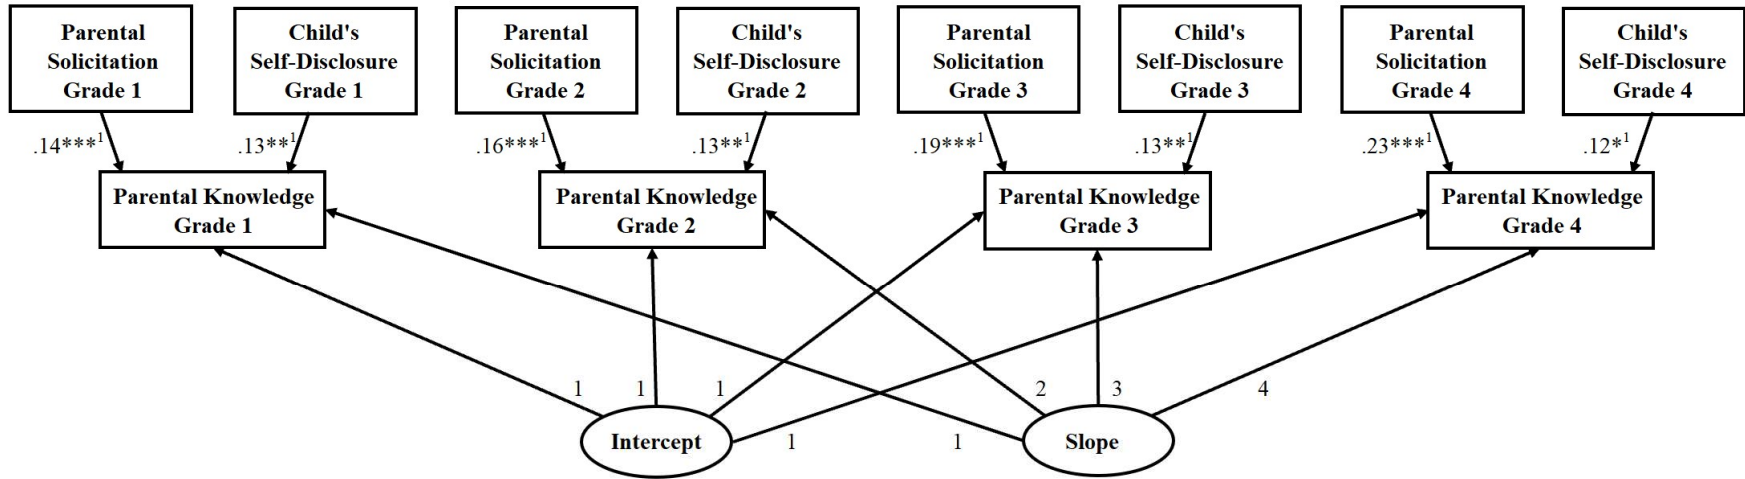 Parental
Solicitation
Grade 1
Child's
Self-Disclosure
Grade 1
Parental
Solicitation
Grade 2
Child's
Self-Disclosure
Grade 2
Parental
Solicitation
Grade 3
Child's
Self-Disclosure
Grade 3
Parental
Solicitation
Grade 4
Child's
Self-Disclosure
Grade 4
.14***¹
.13**¹
.16***¹
.13**¹
.19***¹
.13**¹
.23***¹
.12*¹
Parental Knowledge
Grade 1
Parental Knowledge
Grade 2
Parental Knowledge
Grade 3
Parental Knowledge
Grade 4
1
1
1
2
3
4
Intercept
1
1
Slope